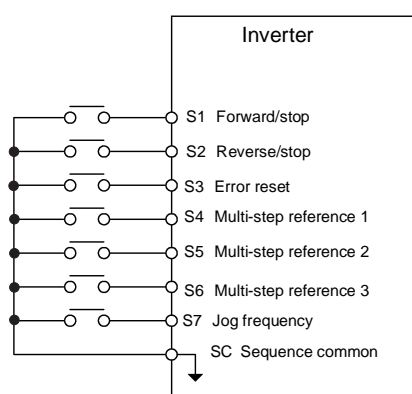 Inverter
S1 Forward/stop
S2 Reverse/stop
S3 Error reset
S4 Multi-step reference 1
S5 Multi-step reference 2
S6 Multi-step reference 3
S7 Jog frequency
SC Sequence common